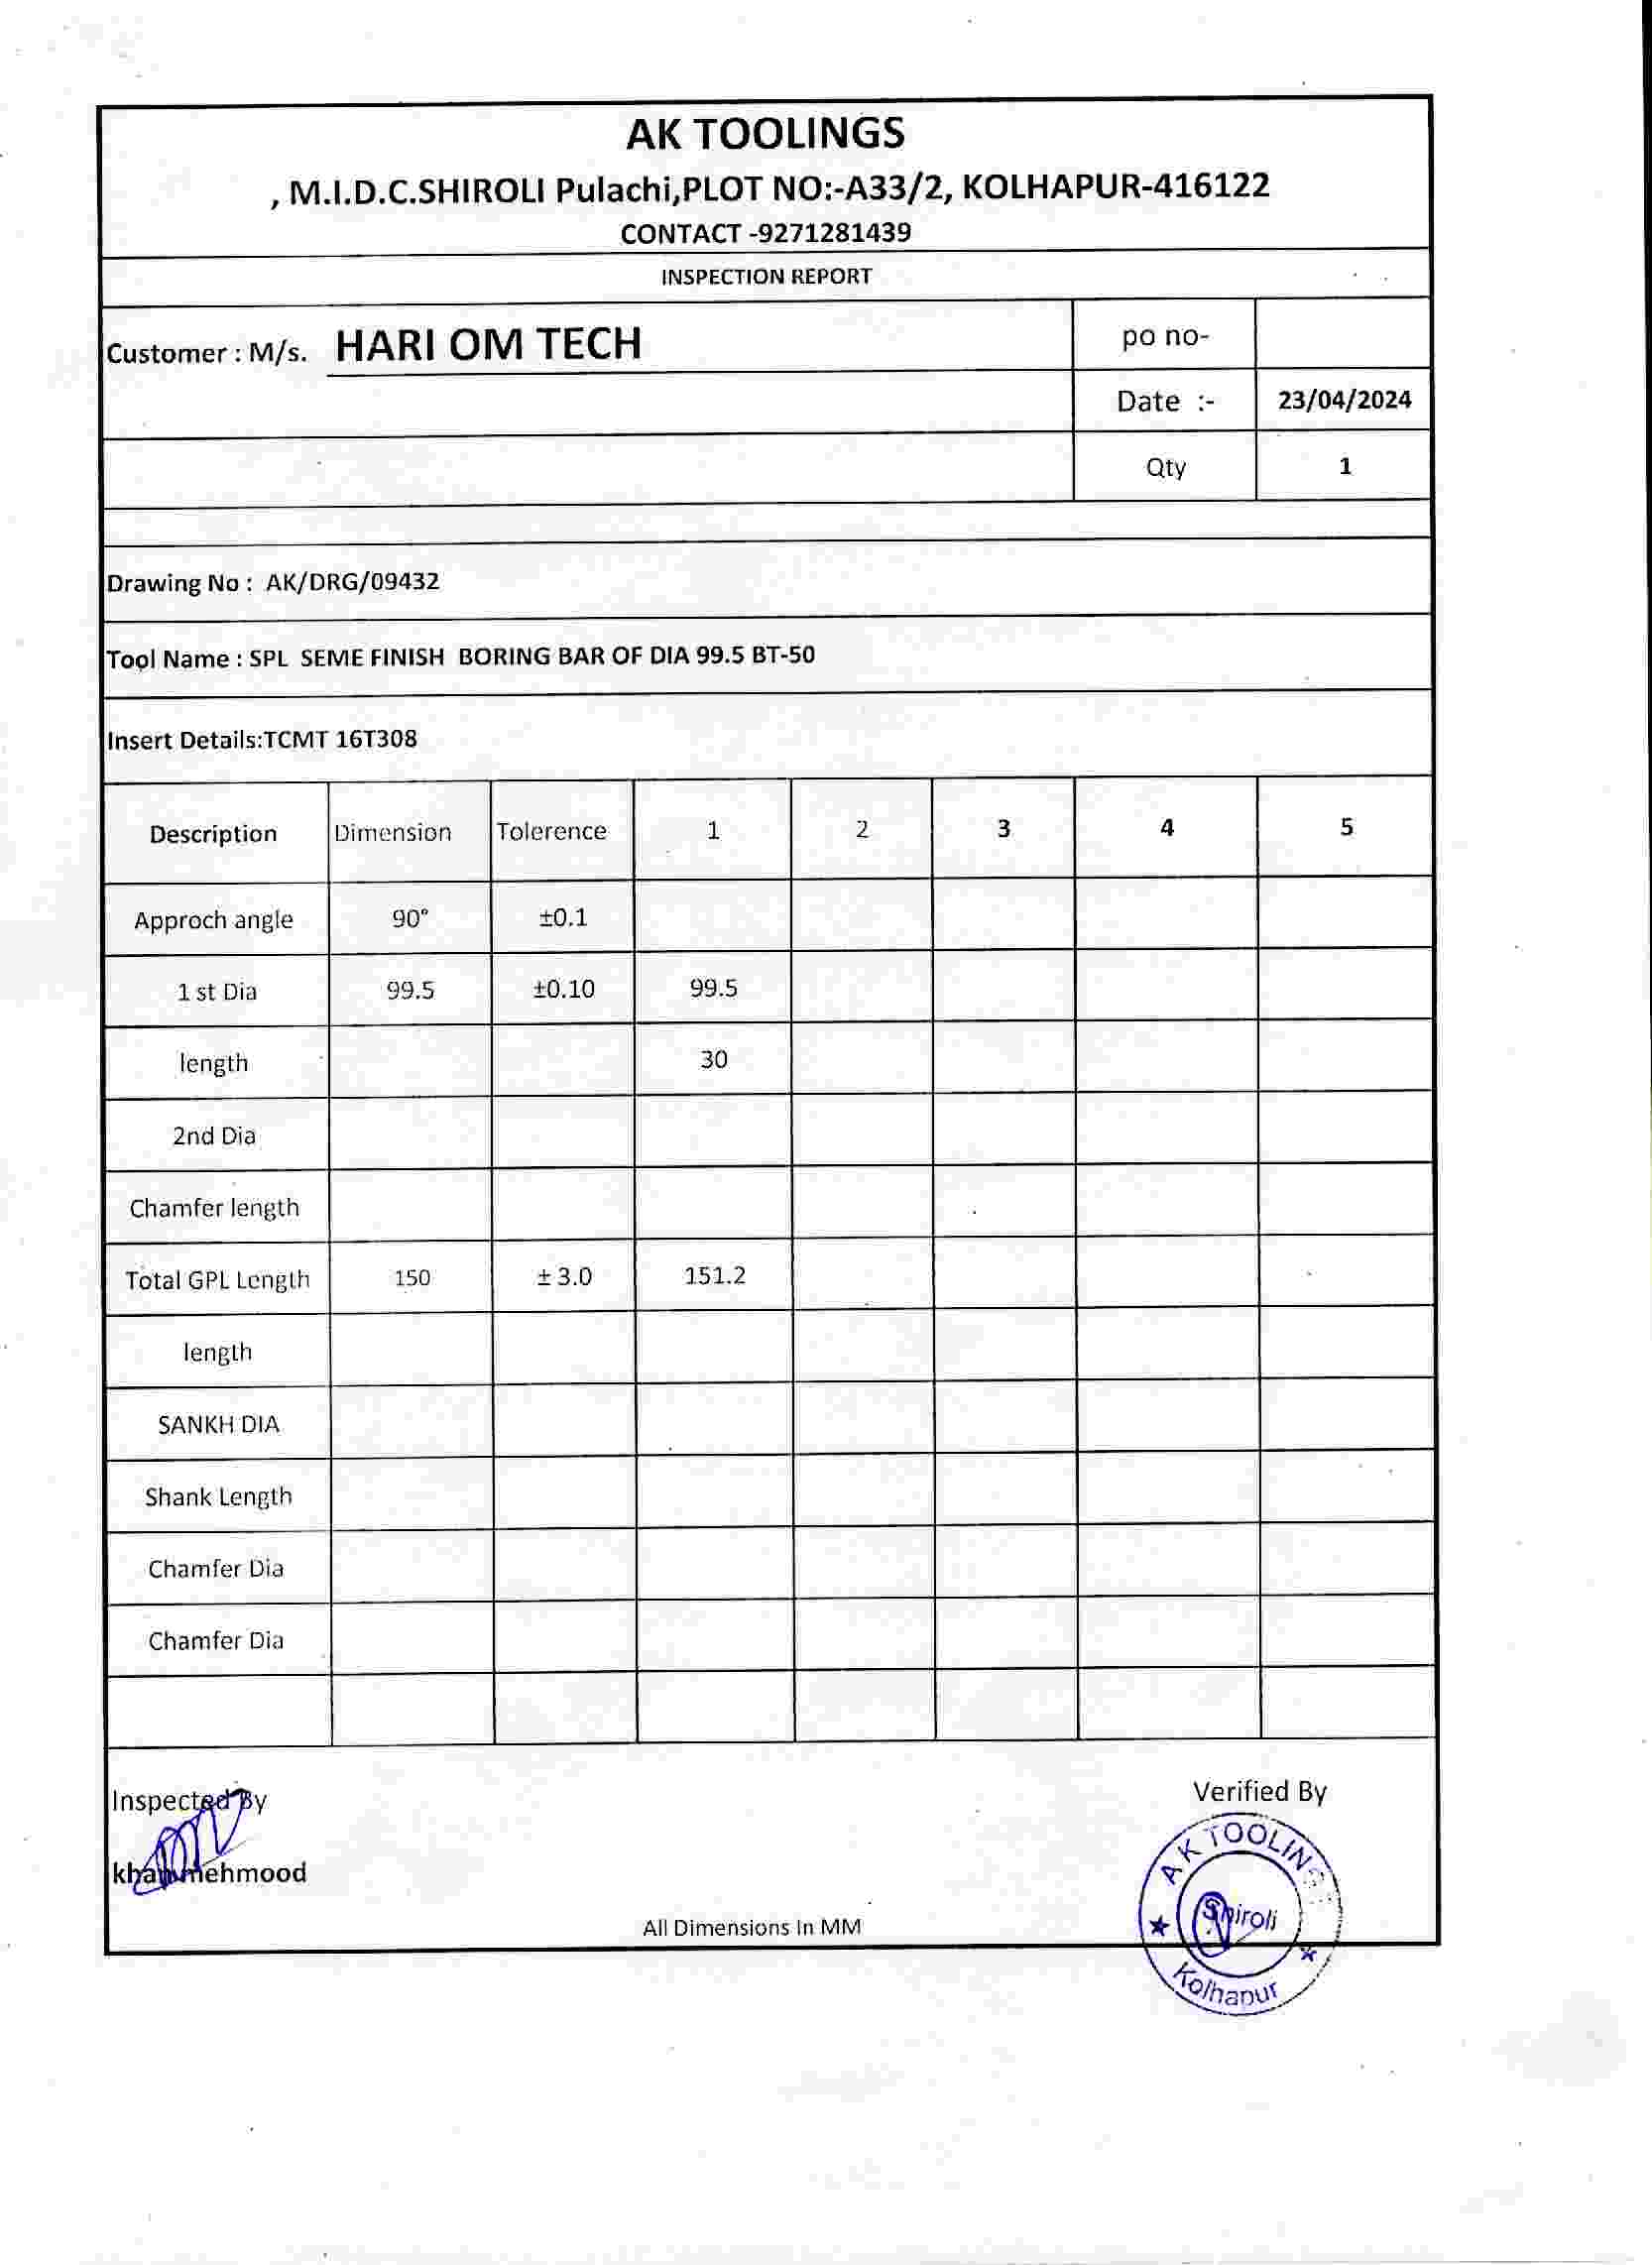 AK TOOLINGS
, M.I.D.C.SHIROLI Pulachi,PLOT NO:-A33/2, KOLHAPUR-416122
CONTACT -9271281439
INSPECTION REPORT
Customer : M/s. HARI OM TECH
po no-
Date :- 23/04/2024
Qty 1
Drawing No : AK/DRG/09432
Tool Name : SPL SEME FINISH BORING BAR OF DIA 99.5 BT-50
Insert Details:TCMT 16T308
Description Dimension Tolerence 1 2 3 4 5
Approch angle 90° ±0.1
1 st Dia 99.5 ±0.10 99.5
length 30
2nd Dia
Chamfer length
Total GPL Length 150 ± 3.0 151.2
length
SANKH DIA
Shank Length
Chamfer Dia
Chamfer Dia
Inspected By
khan mehmood
Verified By
AK TOOLINGS
Shiroli
Kolhapur
All Dimensions In MM